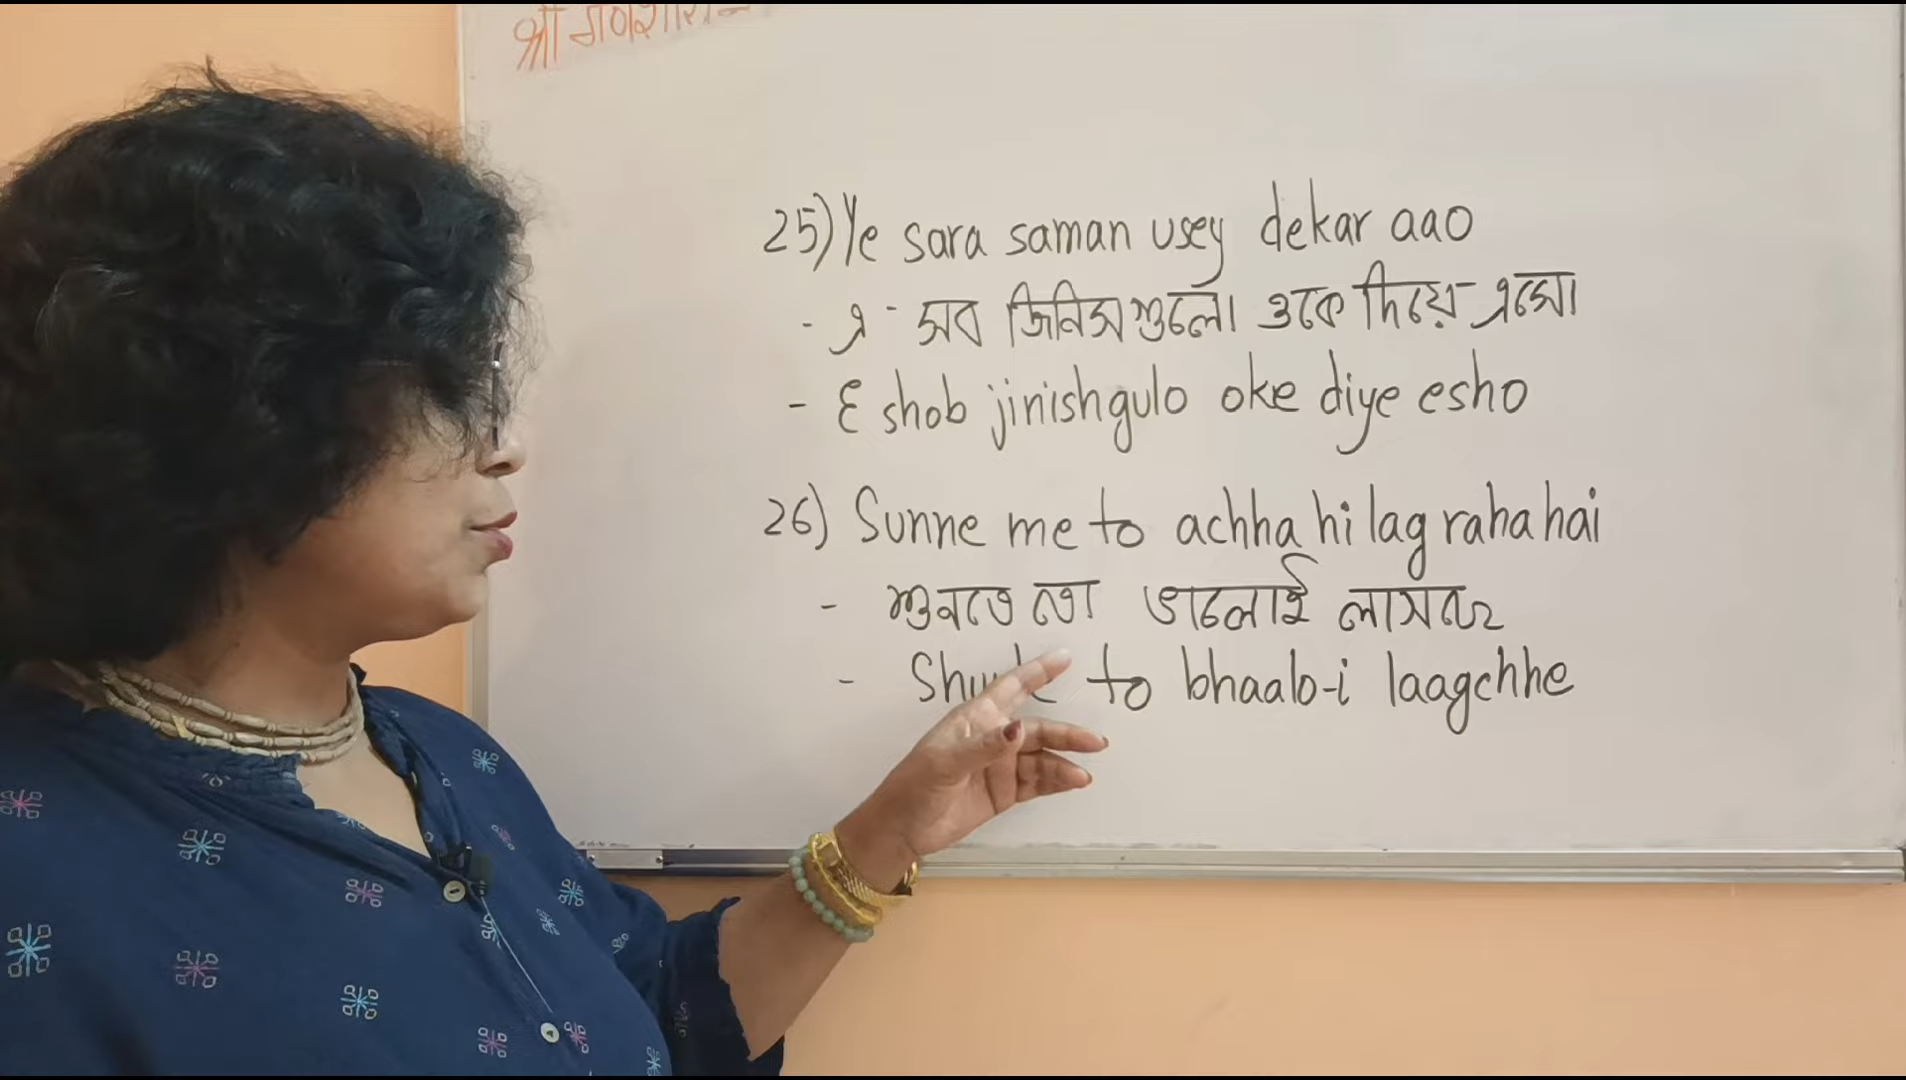 श्री गणेशाय
25) Ye sara saman usey dekar aao
- এ - সব জিনিসগুলো ওকে দিয়ে এসো
- E shob jinishgulo oke diye esho
26) Sunne me to achha hi lag raha hai
- শুনতে তো ভালোই লাগছে
- to bhaalo-i laagchhe